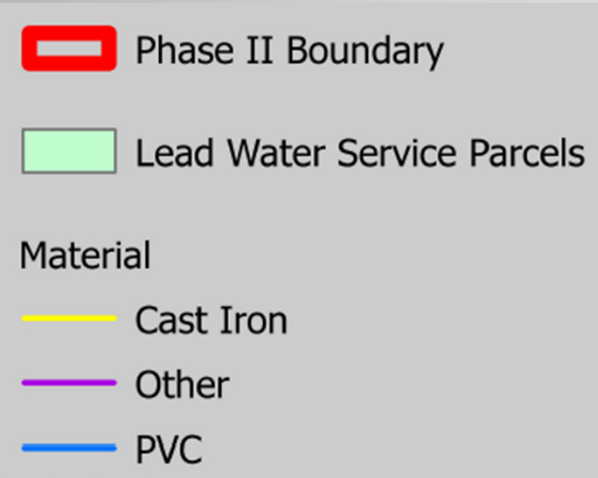 Phase II Boundary
Lead Water Service Parcels
Material
Cast Iron
Other
PVC